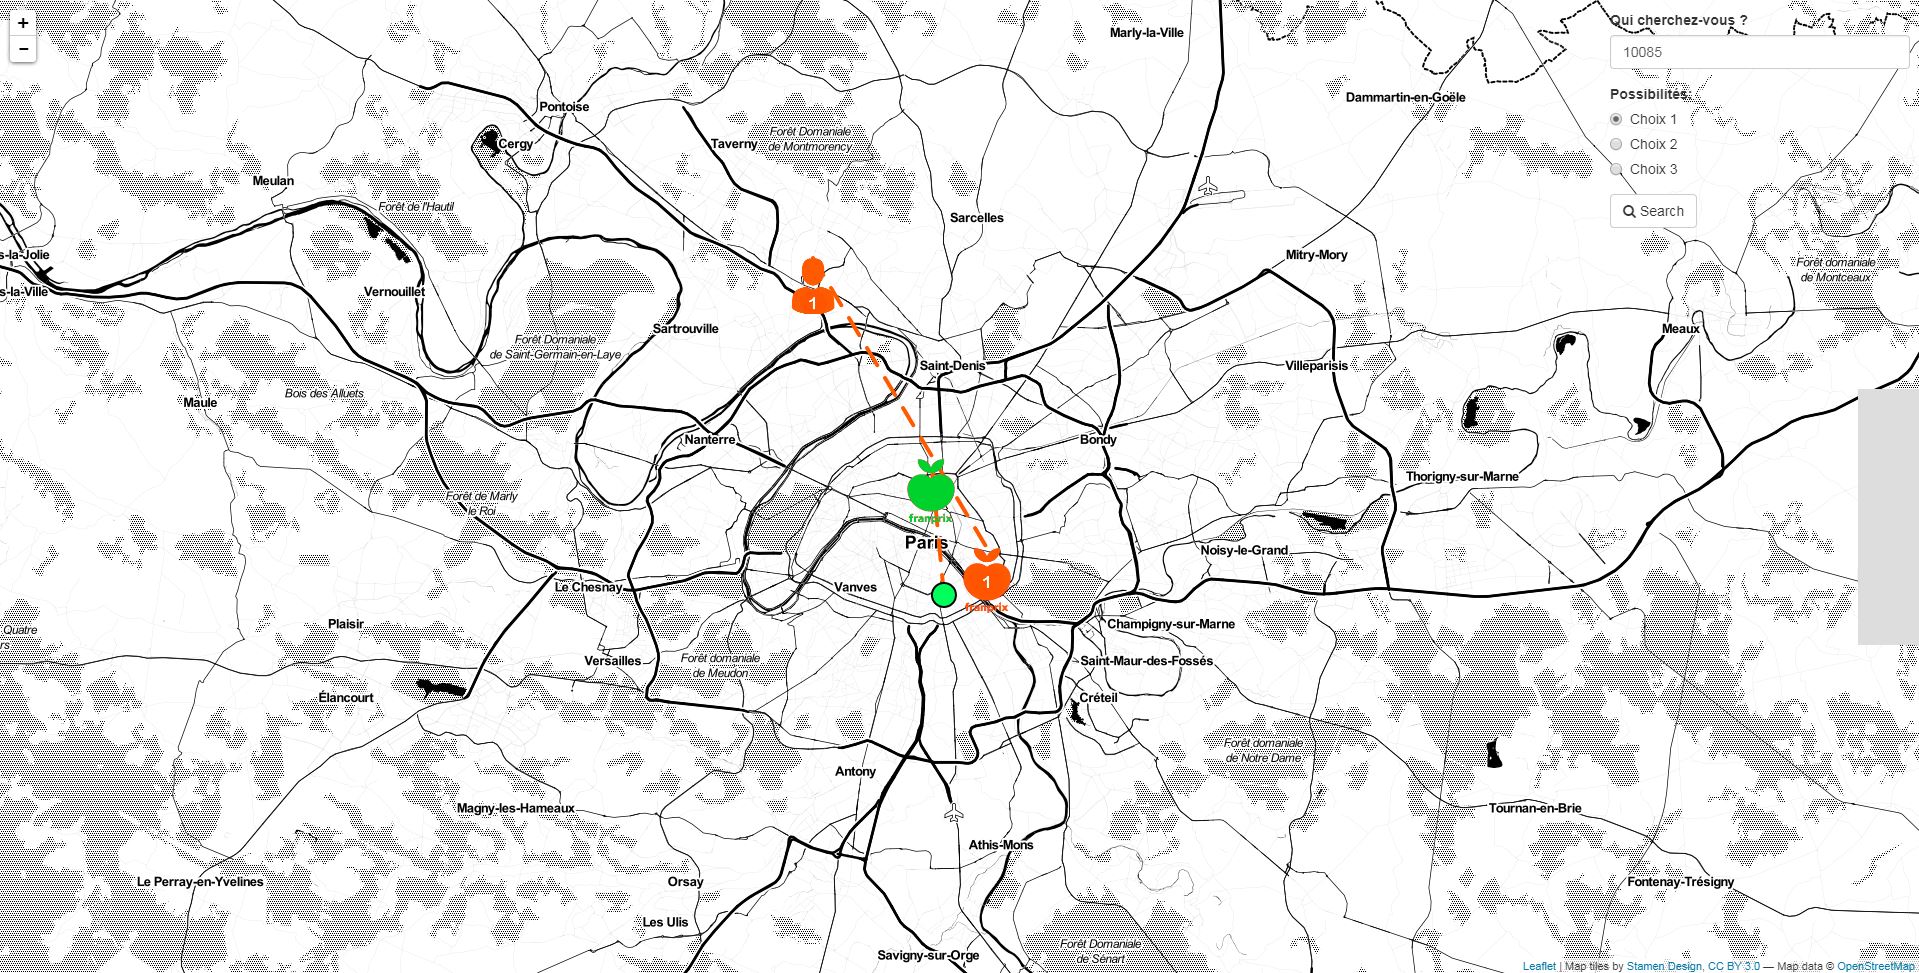 +
−
Marly-la-Ville
Qui cherchez-vous ?
10085
Possibilités:
Choix 1
Choix 2
Choix 3
Search
Dammartin-en-Goële
Pontoise
Cergy
Taverny
Forêt Domaniale
de Montmorency
Meulan
Forêt de l'Hautil
Sarcelles
s-la-Jolie
s-la-Ville
Mitry-Mory
Forêt domaniale
de Montceaux
Vernouillet
1
Sartrouville
Meaux
Forêt Domaniale
de Saint-Germain-en-Laye
Saint-Denis
Villeparisis
Bois des Alluets
Maule
Nanterre
Bondy
Thorigny-sur-Marne
Forêt de Marly
le Roi
franprix
Paris
Noisy-le-Grand
Le Chesnay
Vanves
1
franprix
Plaisir
Champigny-sur-Marne
Quatre
rs
Versailles
Forêt domaniale
de Meudon
Saint-Maur-des-Fossés
Élancourt
Créteil
Forêt domaniale
de Notre Dame
Antony
Magny-les-Hameaux
Tournan-en-Brie
Athis-Mons
Le Perray-en-Yvelines
Orsay
Fontenay-Trésigny
Les Ulis
Savigny-sur-Orge
Forêt Domaniale
de Sénart
Leaflet | Map tiles by Stamen Design, CC BY 3.0 — Map data © OpenStreetMap